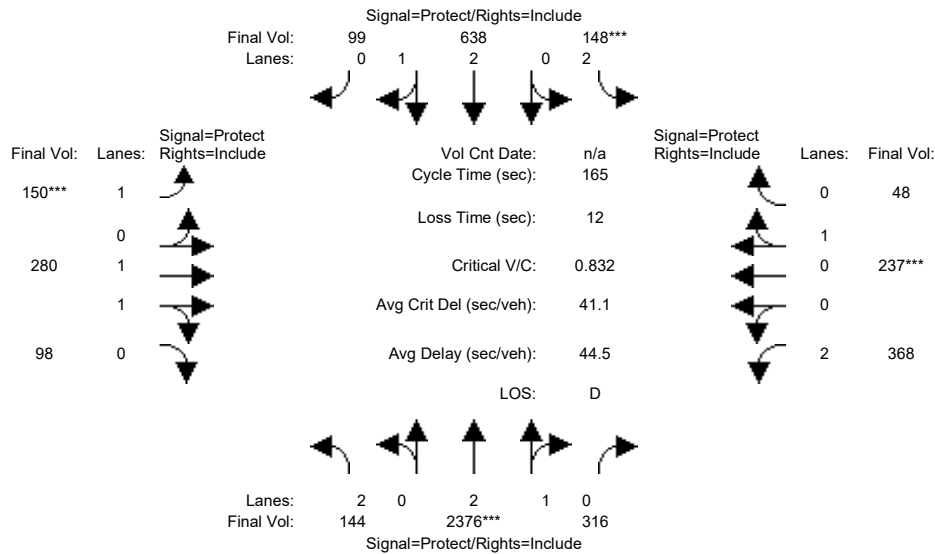 Signal=Protect/Rights=Include
Final Vol: 99 638 148***
Lanes: 0 1 2 0 2
Signal=Protect Signal=Protect
Final Vol: Lanes: Rights=Include Vol Cnt Date: n/a Rights=Include Lanes: Final Vol:
Cycle Time (sec): 165
150*** 1 0 48
Loss Time (sec): 12
0 1
280 1 Critical V/C: 0.832 0 237***
1 Avg Crit Del (sec/veh): 41.1 0
98 0 Avg Delay (sec/veh): 44.5 2 368
LOS: D
Lanes: 2 0 2 1 0
Final Vol: 144 2376*** 316
Signal=Protect/Rights=Include